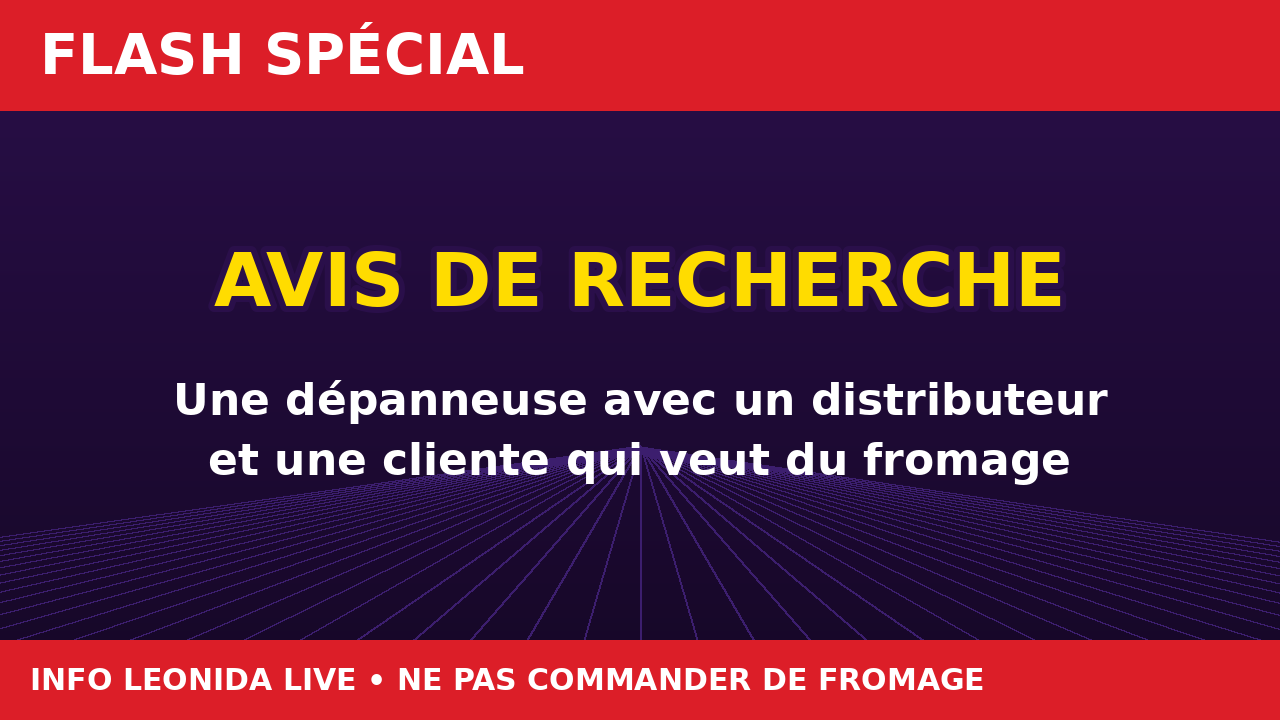 FLASH SPÉCIAL
AVIS DE RECHERCHE
Une dépanneuse avec un distributeur
et une cliente qui veut du fromage
INFO LEONIDA LIVE • NE PAS COMMANDER DE FROMAGE